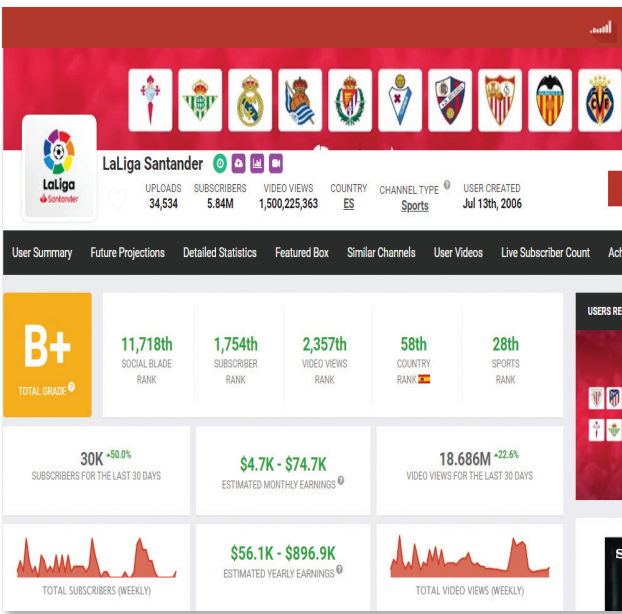 LaLiga
Santander
LaLiga Santander
UPLOADS
34,534
SUBSCRIBERS
5.84M
VIDEO VIEWS
1,500,225,363
COUNTRY
ES
CHANNEL TYPE ?
Sports
USER CREATED
Jul 13th, 2006
User Summary Future Projections Detailed Statistics Featured Box Similar Channels User Videos Live Subscriber Count Ach
B+
TOTAL GRADE ?
11,718th
SOCIAL BLADE
RANK
1,754th
SUBSCRIBER
RANK
2,357th
VIDEO VIEWS
RANK
58th
COUNTRY
RANK
28th
SPORTS
RANK
USERS RE
30K +50.0%
SUBSCRIBERS FOR THE LAST 30 DAYS
$4.7K - $74.7K
ESTIMATED MONTHLY EARNINGS ?
18.686M +22.6%
VIDEO VIEWS FOR THE LAST 30 DAYS
TOTAL SUBSCRIBERS (WEEKLY)
$56.1K - $896.9K
ESTIMATED YEARLY EARNINGS ?
TOTAL VIDEO VIEWS (WEEKLY)
S